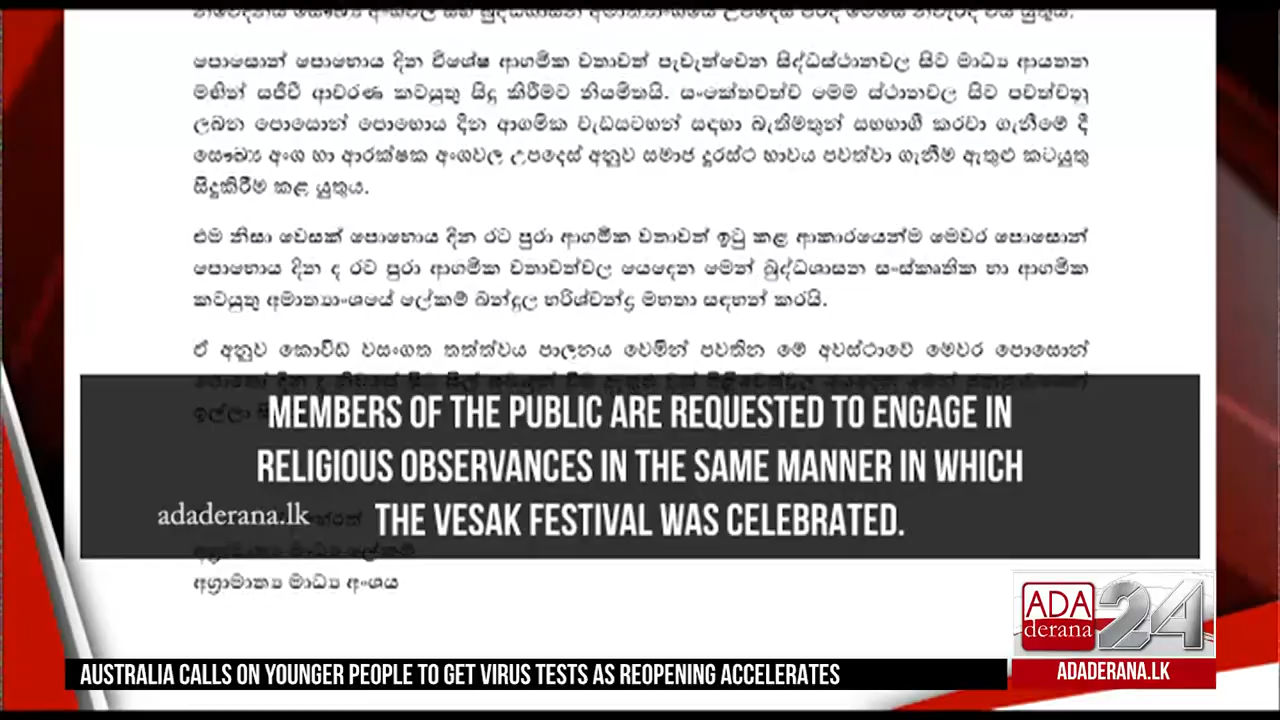 පොසොන් පොහොය දින විශේෂ ආගමික වතාවත් පැවැත්වෙන සිද්ධස්ථානවල සිට මාධ්‍ය ආයතන
මඟින් සජීවී ආවරණ කටයුතු සිදු කිරීමට නියමිතයි. සංකේතවත්ව මෙම ස්ථානවල සිට පවත්වනු
ලබන පොසොන් පොහොය දින ආගමික වැඩසටහන් සඳහා බැතිමතුන් සහභාගී කරවා ගැනීමේ දී
සෞඛ්‍ය අංශ හා ආරක්ෂක අංශවල උපදෙස් අනුව සමාජ දුරස්ථ භාවය පවත්වා ගැනීම ඇතුළු කටයුතු
සිදුකිරීම කළ යුතුය.
එම නිසා වෙසක් පොහොය දින රට පුරා ආගමික වතාවත් ඉටු කළ ආකාරයෙන්ම මෙවර පොසොන්
පොහොය දින ද රට පුරා ආගමික වතාවත්වල යෙදෙන මෙන් බුද්ධශාසන සංස්කෘතික හා ආගමික
කටයුතු අමාත්‍යාංශයේ ලේකම් බන්දුල හරිශ්චන්ද්‍ර මහතා සඳහන් කරයි.
ඒ අනුව කොවිඩ් වසංගත තත්ත්වය පාලනය වෙමින් පවතින මේ අවස්ථාවේ මෙවර පොසොන්
ඉල්ලා
MEMBERS OF THE PUBLIC ARE REQUESTED TO ENGAGE IN
RELIGIOUS OBSERVANCES IN THE SAME MANNER IN WHICH
THE VESAK FESTIVAL WAS CELEBRATED.
adaderana.lk
අග්‍රාමාත්‍ය මාධ්‍ය අංශය
ADA
derana 24
ADADERANA.LK
AUSTRALIA CALLS ON YOUNGER PEOPLE TO GET VIRUS TESTS AS REOPENING ACCELERATES